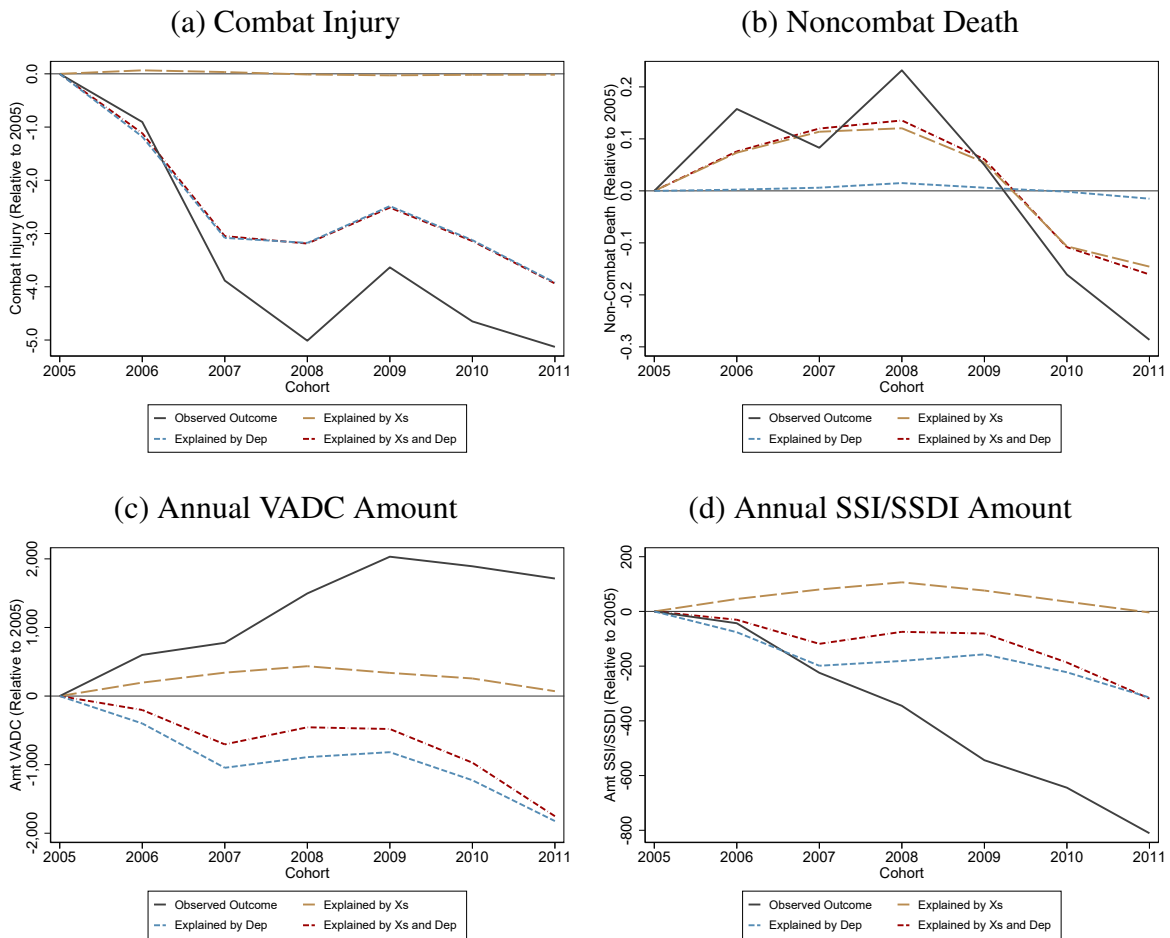 (a) Combat Injury
Combat Injury (Relative to 2005)
0.0
-1.0
-2.0
-3.0
-4.0
-5.0
2005 2006 2007 2008 2009 2010 2011
Cohort
Observed Outcome Explained by Xs
Explained by Dep Explained by Xs and Dep
(b) Noncombat Death
Non-Combat Death (Relative to 2005)
0.2
0.1
0.0
-0.1
-0.2
-0.3
2005 2006 2007 2008 2009 2010 2011
Cohort
Observed Outcome Explained by Xs
Explained by Dep Explained by Xs and Dep
(c) Annual VADC Amount
Amt VADC (Relative to 2005)
2,000
1,000
0
-1,000
-2,000
2005 2006 2007 2008 2009 2010 2011
Cohort
Observed Outcome Explained by Xs
Explained by Dep Explained by Xs and Dep
(d) Annual SSI/SSDI Amount
Amt SSI/SSDI (Relative to 2005)
200
0
-200
-400
-600
-800
2005 2006 2007 2008 2009 2010 2011
Cohort
Observed Outcome Explained by Xs
Explained by Dep Explained by Xs and Dep